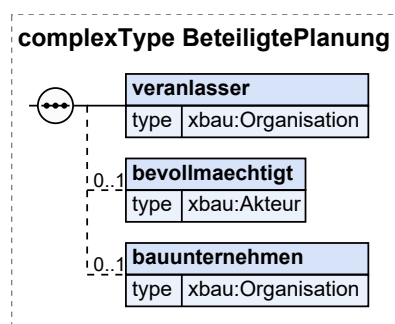 complexType BeteiligtePlanung
veranlasser
type xbau:Organisation
0..1 bevollmaechtigt
type xbau:Akteur
0..1 bauunternehmen
type xbau:Organisation